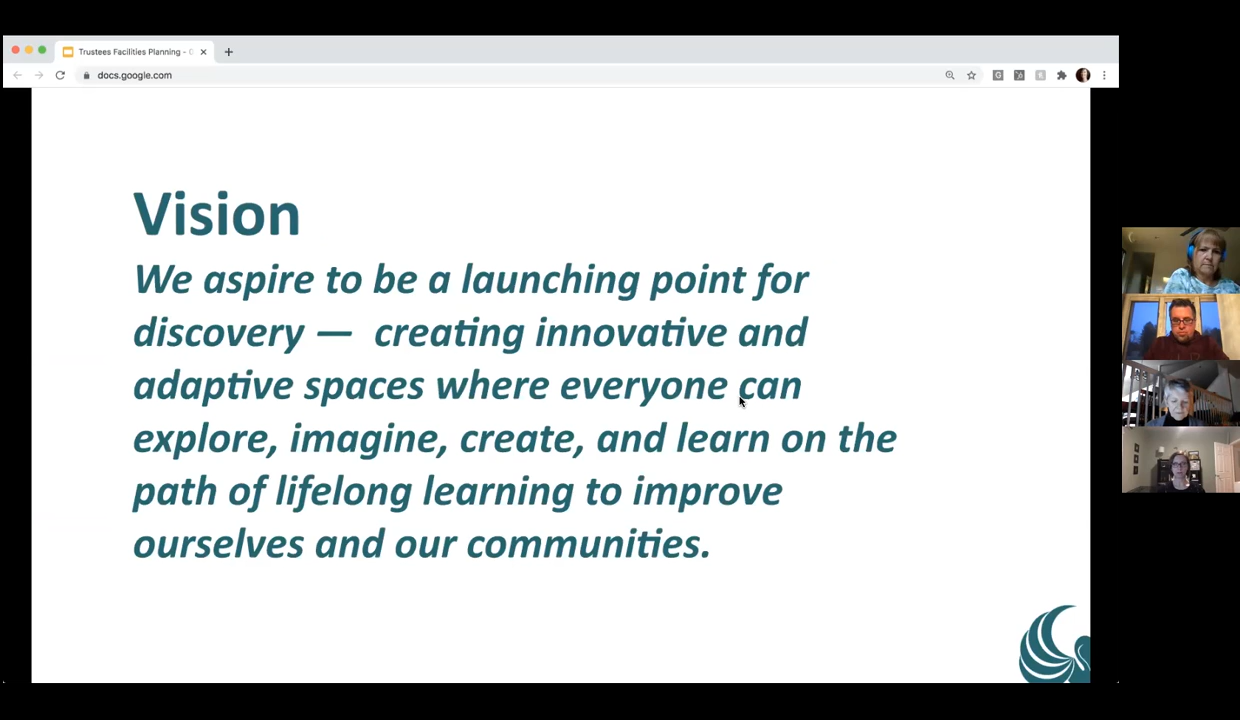 Trustees Facilities Planning -
docs.google.com
Vision
We aspire to be a launching point for
discovery — creating innovative and
adaptive spaces where everyone can
explore, imagine, create, and learn on the
path of lifelong learning to improve
ourselves and our communities.